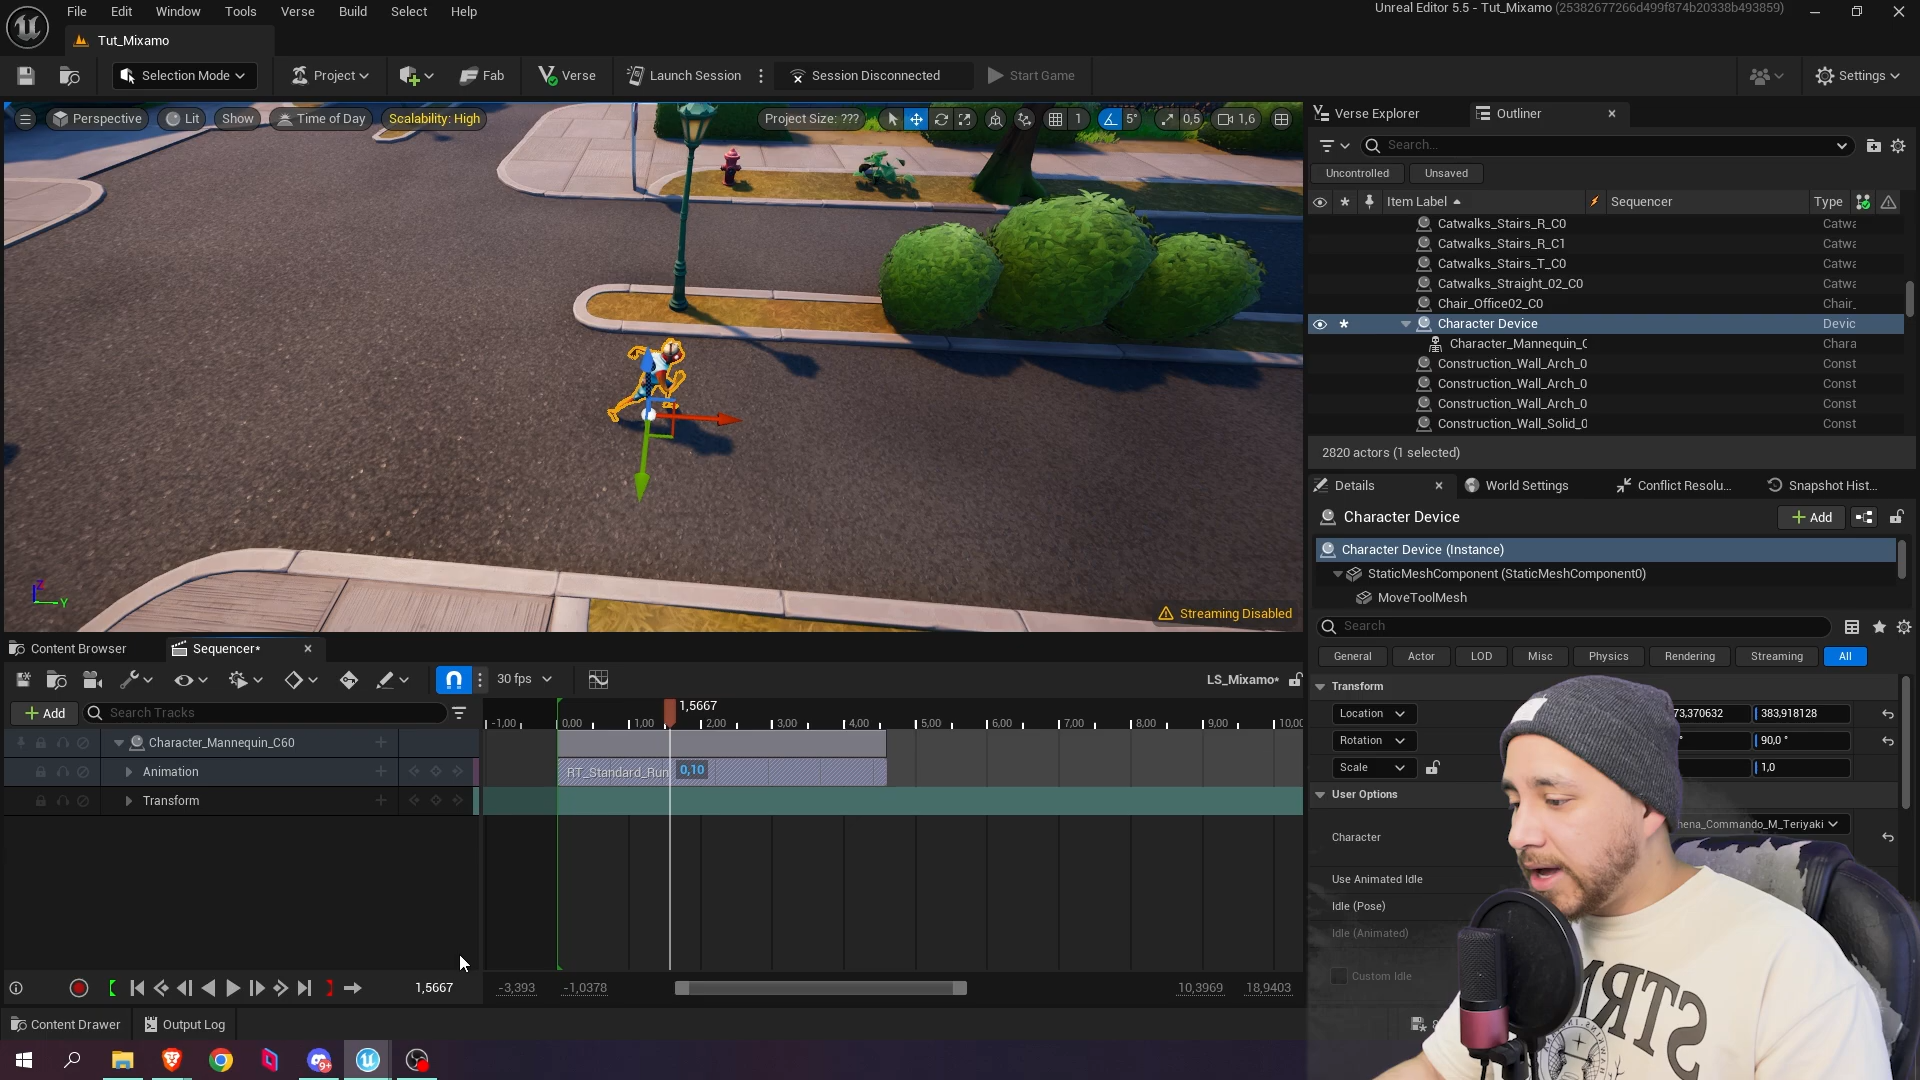 File Edit Window Tools Verse Build Select Help
Unreal Editor 5.5 - Tut_Mixamo (25382677266d499f874b20338b493859)
Tut_Mixamo
Selection Mode Project Fab Verse Launch Session Session Disconnected Start Game Settings
Perspective Lit Show Time of Day Scalability: High Project Size: ??? 1 5° 0,5 1,6
Streaming Disabled
Z
Y
Verse Explorer Outliner
Search...
Uncontrolled Unsaved
Item Label Sequencer Type
Catwalks_Stairs_R_C0 Catwa
Catwalks_Stairs_R_C1 Catwa
Catwalks_Stairs_T_C0 Catwa
Catwalks_Straight_02_C0 Catwa
Chair_Office02_C0 Chair_
Character Device Devic
Character_Mannequin_C Chara
Construction_Wall_Arch_0 Const
Construction_Wall_Arch_0 Const
Construction_Wall_Arch_0 Const
Construction_Wall_Solid_0 Const
2820 actors (1 selected)
Details World Settings Conflict Resolu... Snapshot Hist...
Character Device Add
Character Device (Instance)
StaticMeshComponent (StaticMeshComponent0)
MoveToolMesh
Search
General Actor LOD Misc Physics Rendering Streaming All
Transform
Location 73,370632 383,918128
Rotation ° 90,0 °
Scale 1,0
User Options
Character Commando_M_Teriyaki
Use Animated Idle
Idle (Pose)
Idle (Animated)
Custom Idle
Content Browser Sequencer*
30 fps LS_Mixamo*
Add Search Tracks
1,5667
-1,00 0,00 1,00 2,00 3,00 4,00 5,00 6,00 7,00 8,00 9,00 10,00
Character_Mannequin_C60
Animation RT_Standard_Run 0,10
Transform
1,5667 -3,393 -1,0378 10,3969 18,9403
Content Drawer Output Log
9+
STRM